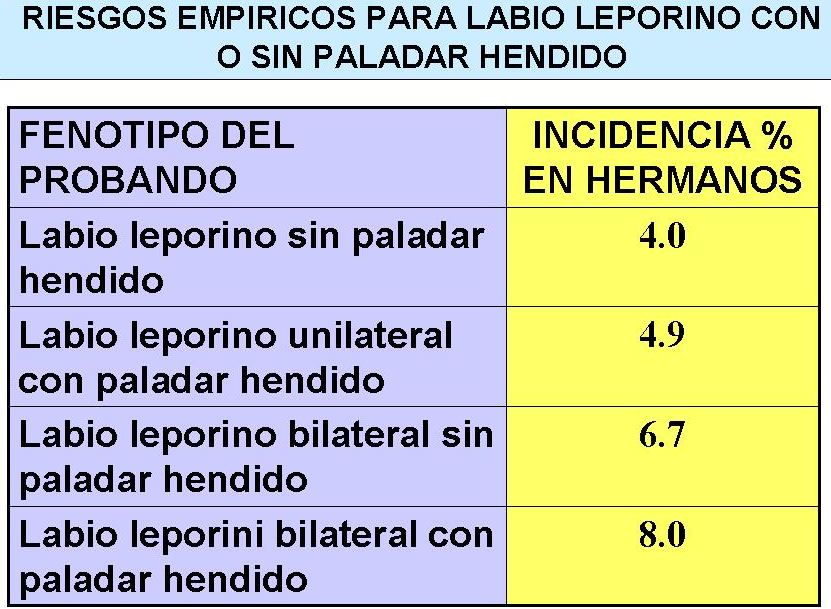 RIESGOS EMPIRICOS PARA LABIO LEPORINO CON
O SIN PALADAR HENDIDO
FENOTIPO DEL
PROBANDO
INCIDENCIA %
EN HERMANOS
Labio leporino sin paladar
hendido
4.0
Labio leporino unilateral
con paladar hendido
4.9
Labio leporino bilateral sin
paladar hendido
6.7
Labio leporini bilateral con
paladar hendido
8.0